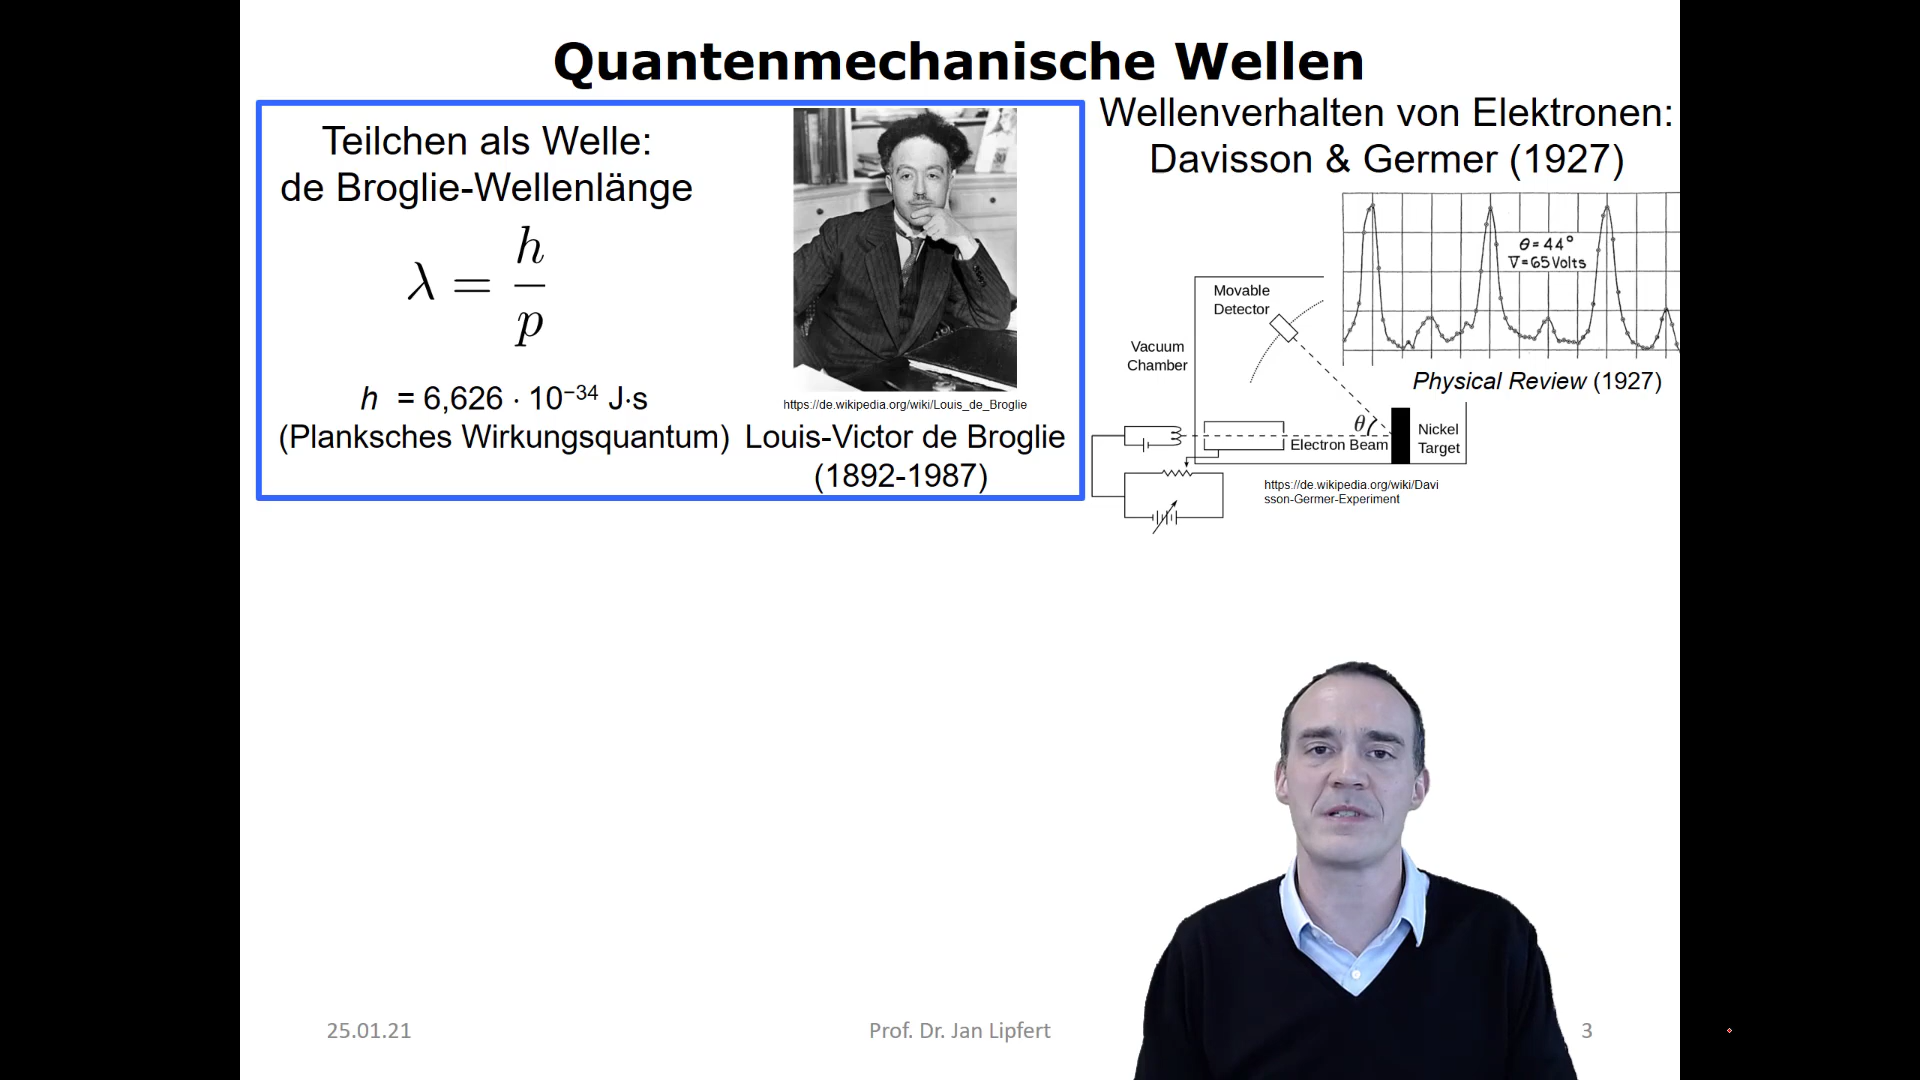 Quantenmechanische Wellen
Teilchen als Welle:
de Broglie-Wellenlänge
λ = h/p
h = 6,626 · 10⁻³⁴ J·s
(Planksches Wirkungsquantum)
https://de.wikipedia.org/wiki/Louis_de_Broglie
Louis-Victor de Broglie
(1892-1987)
Wellenverhalten von Elektronen:
Davisson & Germer (1927)
θ=44°
V=65 Volts
Physical Review (1927)
Movable
Detector
Vacuum
Chamber
θ
Electron Beam
Nickel
Target
https://de.wikipedia.org/wiki/Davi
sson-Germer-Experiment
25.01.21
Prof. Dr. Jan Lipfert
3